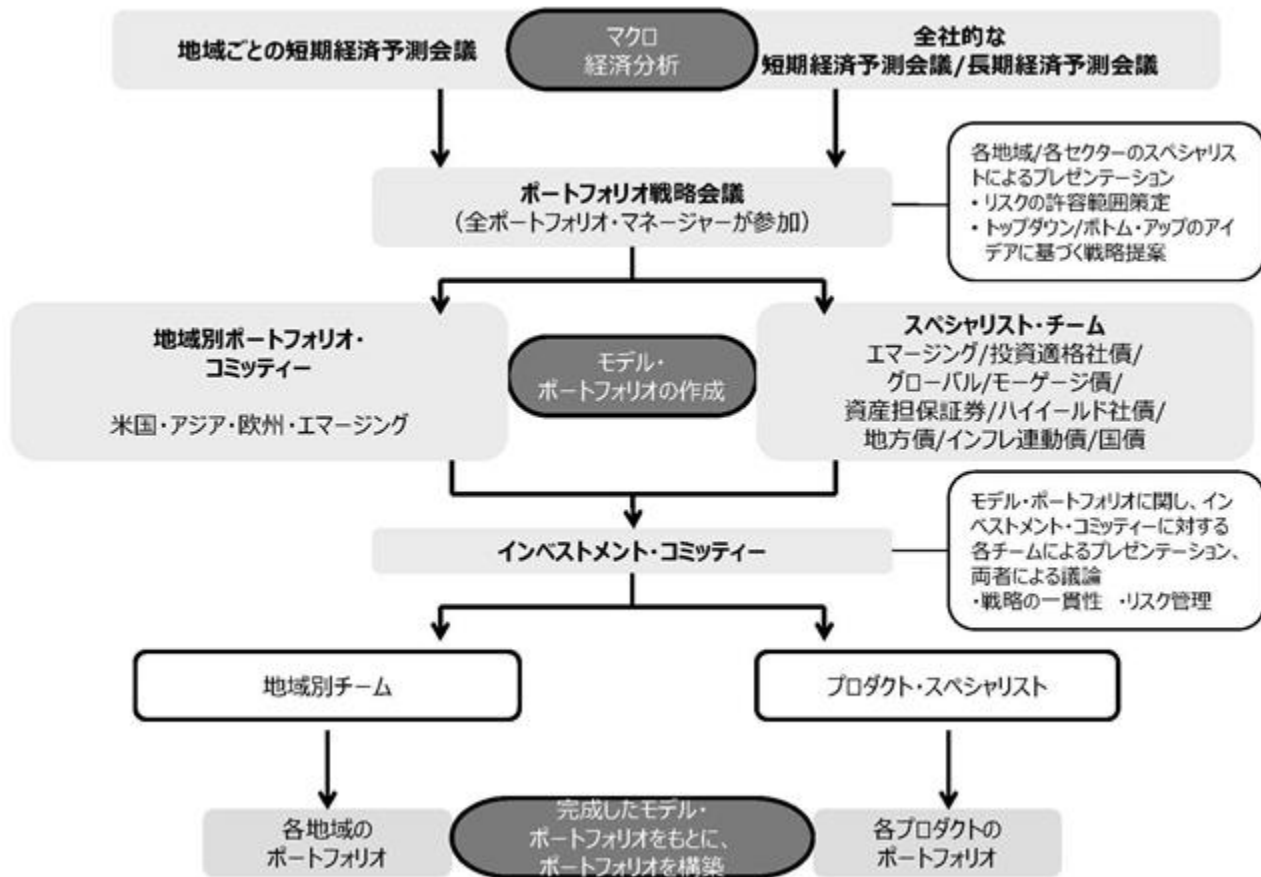 地域ごとの短期経済予測会議
マクロ
経済分析
全社的な
短期経済予測会議/長期経済予測会議
各地域/各セクターのスペシャリス
トによるプレゼンテーション
・リスクの許容範囲策定
・トップダウン/ボトム・アップのアイ
デアに基づく戦略提案
ポートフォリオ戦略会議
（全ポートフォリオ・マネージャーが参加）
地域別ポートフォリオ・
コミッティー
米国・アジア・欧州・エマージング
モデル・
ポートフォリオの作成
スペシャリスト・チーム
エマージング/投資適格社債/
グローバル/モーゲージ債/
資産担保証券/ハイイールド社債/
地方債/インフレ連動債/国債
モデル・ポートフォリオに関し、イン
ベストメント・コミッティーに対する
各チームによるプレゼンテーション、
両者による議論
・戦略の一貫性 ・リスク管理
インベストメント・コミッティー
地域別チーム
プロダクト・スペシャリスト
各地域の
ポートフォリオ
完成したモデル・
ポートフォリオをもとに、
ポートフォリオを構築
各プロダクトの
ポートフォリオ